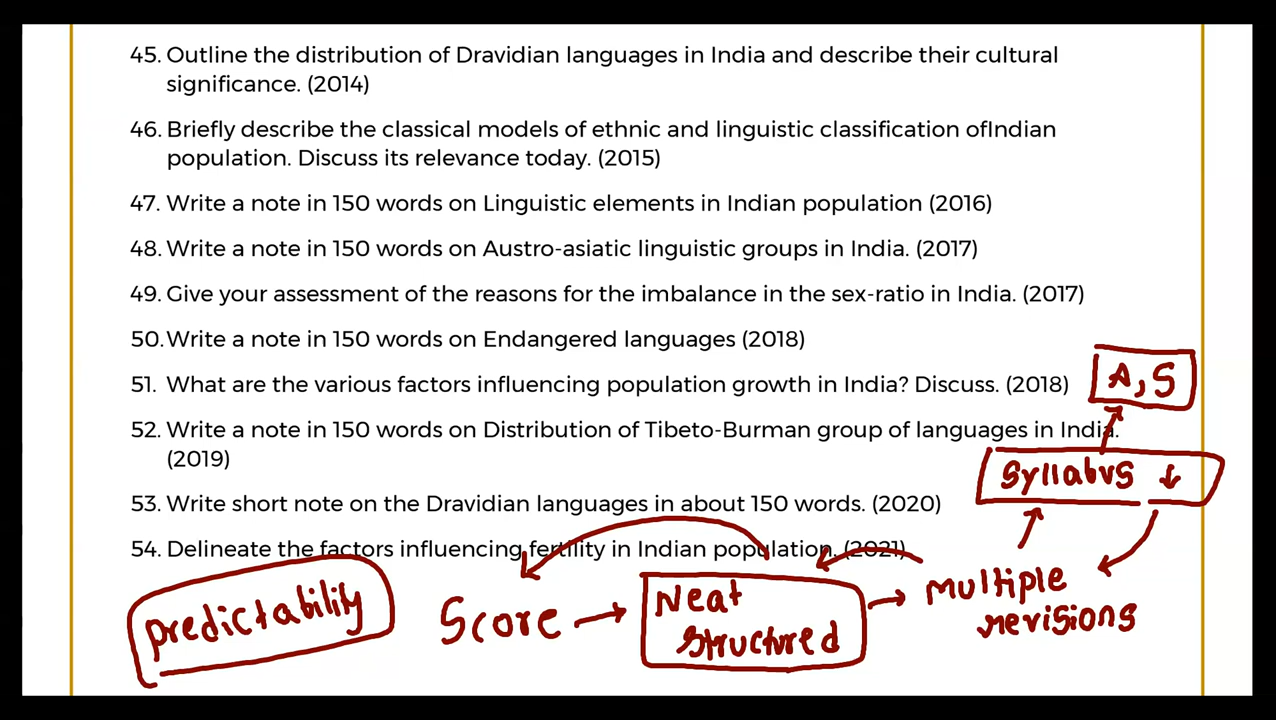 45. Outline the distribution of Dravidian languages in India and describe their cultural
significance. (2014)
46. Briefly describe the classical models of ethnic and linguistic classification ofIndian
population. Discuss its relevance today. (2015)
47. Write a note in 150 words on Linguistic elements in Indian population (2016)
48. Write a note in 150 words on Austro-asiatic linguistic groups in India. (2017)
49. Give your assessment of the reasons for the imbalance in the sex-ratio in India. (2017)
50. Write a note in 150 words on Endangered languages (2018)
51. What are the various factors influencing population growth in India? Discuss. (2018)
A, S
52. Write a note in 150 words on Distribution of Tibeto-Burman group of languages in India.
(2019)
Syllabus ↓
53. Write short note on the Dravidian languages in about 150 words. (2020)
54. Delineate the factors influencing fertility in Indian population. (2021)
predictability
Score →
Neat
structured
→ multiple
revisions